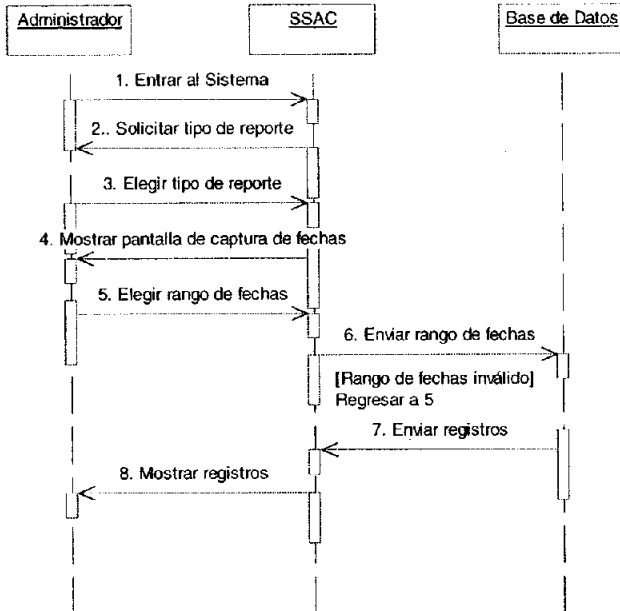 Administrador
SSAC
Base de Datos
1. Entrar al Sistema
2.. Solicitar tipo de reporte
3. Elegir tipo de reporte
4. Mostrar pantalla de captura de fechas
5. Elegir rango de fechas
6. Enviar rango de fechas
[Rango de fechas inválido]
Regresar a 5
7. Enviar registros
8. Mostrar registros